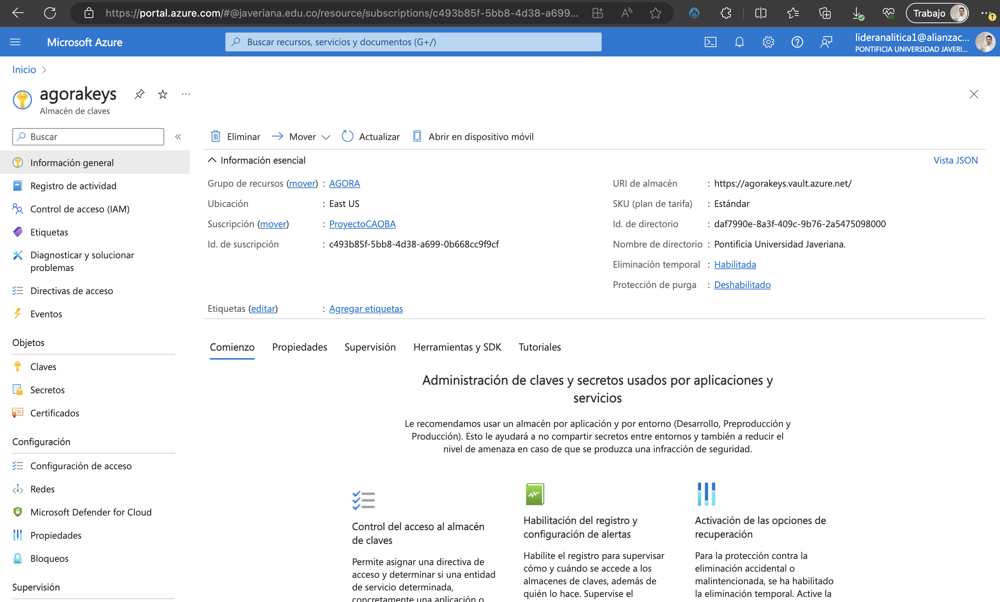 https://portal.azure.com/#@javeriana.edu.co/resource/subscriptions/c493b85f-5bb8-4d38-a699...
Trabajo
Microsoft Azure
Buscar recursos, servicios y documentos (G+/)
lideranalitica1@alianzac...
PONTIFICIA UNIVERSIDAD JAVERI...
Inicio >
agorakeys
Almacén de claves
Buscar
Eliminar
Mover
Actualizar
Abrir en dispositivo móvil
Información general
Registro de actividad
Control de acceso (IAM)
Etiquetas
Diagnosticar y solucionar
problemas
Directivas de acceso
Eventos
Objetos
Claves
Secretos
Certificados
Configuración
Configuración de acceso
Redes
Microsoft Defender for Cloud
Propiedades
Bloqueos
Supervisión
Información esencial
Vista JSON
Grupo de recursos (mover) : AGORA
Ubicación : East US
Suscripción (mover) : ProyectoCAOBA
Id. de suscripción : c493b85f-5bb8-4d38-a699-0b668cc9f9cf
URI de almacén : https://agorakeys.vault.azure.net/
SKU (plan de tarifa) : Estándar
Id. de directorio : daf7990e-8a3f-409c-9b76-2a5475098000
Nombre de directorio : Pontificia Universidad Javeriana.
Eliminación temporal : Habilitada
Protección de purga : Deshabilitado
Etiquetas (editar) : Agregar etiquetas
Comienzo
Propiedades
Supervisión
Herramientas y SDK
Tutoriales
Administración de claves y secretos usados por aplicaciones y
servicios
Le recomendamos usar un almacén por aplicación y por entorno (Desarrollo, Preproducción y
Producción). Esto le ayudará a no compartir secretos entre entornos y también a reducir el
nivel de amenaza en caso de que se produzca una infracción de seguridad.
Control del acceso al almacén
de claves
Permite asignar una directiva de
acceso y determinar si una entidad
de servicio determinada,
concretamente una aplicación o
Habilitación del registro y
configuración de alertas
Habilite el registro para supervisar
cómo y cuándo se accede a los
almacenes de claves, además de
quién lo hace. Supervise el
Activación de las opciones de
recuperación
Para la protección contra la
eliminación accidental o
malintencionada, se ha habilitado
la eliminación temporal. Active la